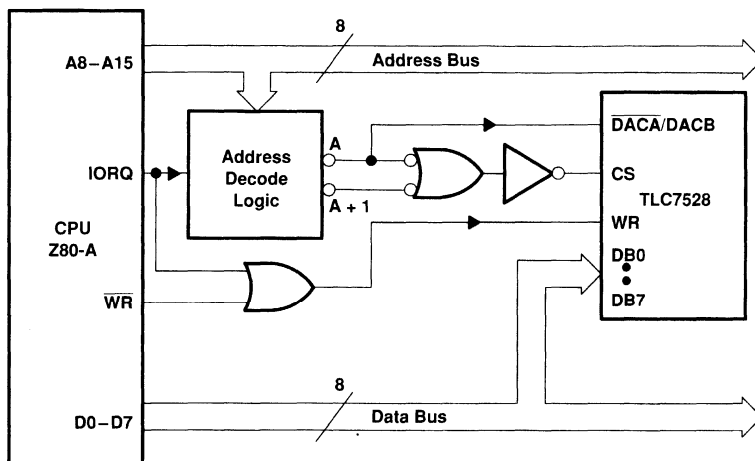 8
A8–A15
Address Bus
A
DACA/DACB
Address
Decode
Logic
IORQ
CS
TLC7528
A + 1
CPU
Z80-A
WR
DB0
DB7
WR
8
D0–D7
Data Bus